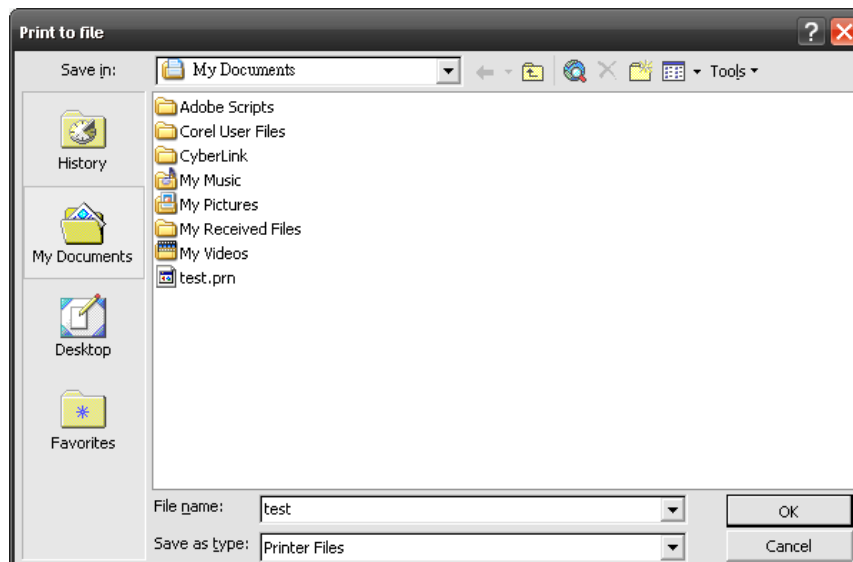 Print to file
?
Save in:
My Documents
Tools
History
My Documents
Desktop
Favorites
Adobe Scripts
Corel User Files
CyberLink
My Music
My Pictures
My Received Files
My Videos
test.prn
File name:
test
OK
Save as type:
Printer Files
Cancel